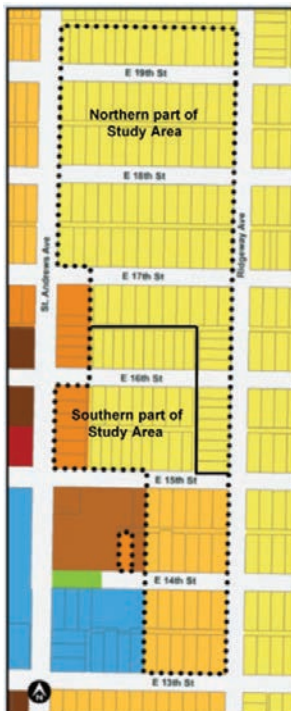 E 19th St
Northern part of
Study Area
E 18th St
St. Andrews Ave
Ridgeway Ave
E 17th St
E 16th St
Southern part of
Study Area
E 15th St
E 14th St
E 13th St
N